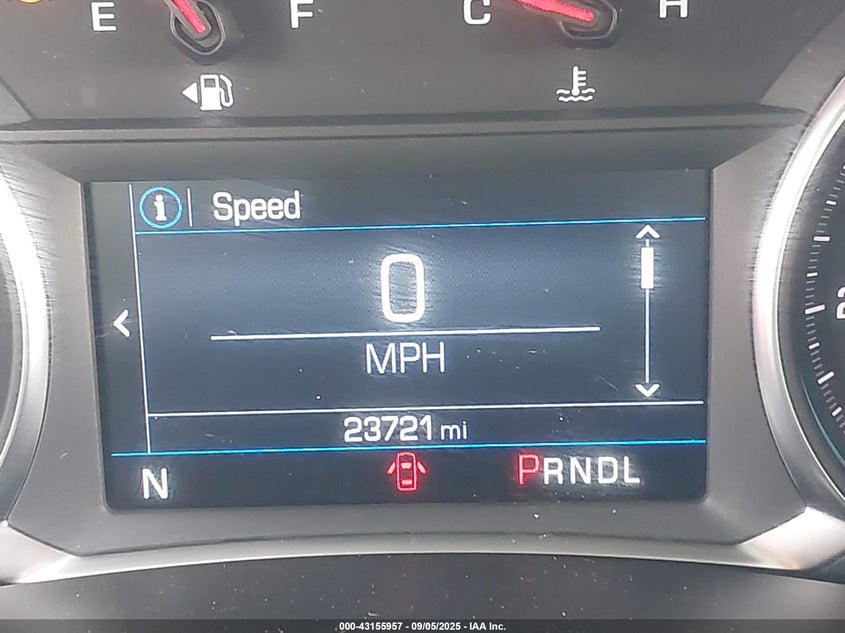 E F C H
Speed
0
MPH
23721 mi
N PRNDL
000-43155957 - 09/05/2025 - IAA Inc.